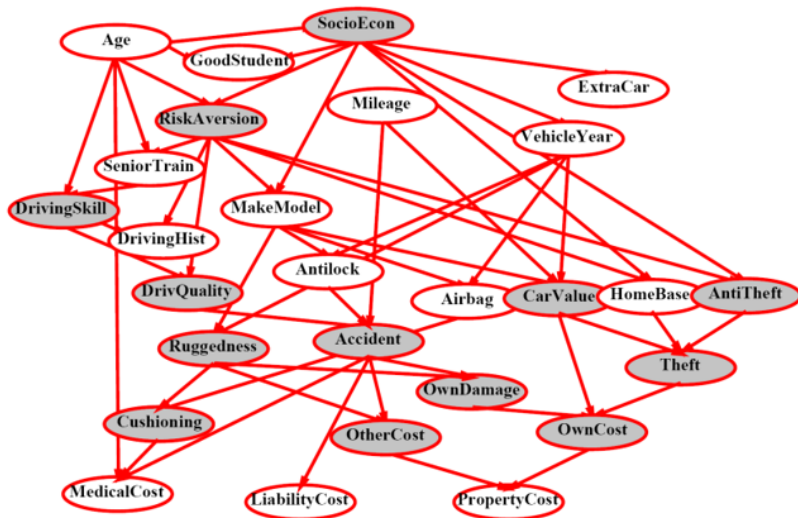 SocioEcon
Age
GoodStudent
ExtraCar
Mileage
RiskAversion
VehicleYear
SeniorTrain
DrivingSkill
MakeModel
DrivingHist
Antilock
DrivQuality
Airbag
CarValue
HomeBase
AntiTheft
Ruggedness
Accident
Theft
OwnDamage
Cushioning
OtherCost
OwnCost
MedicalCost
LiabilityCost
PropertyCost